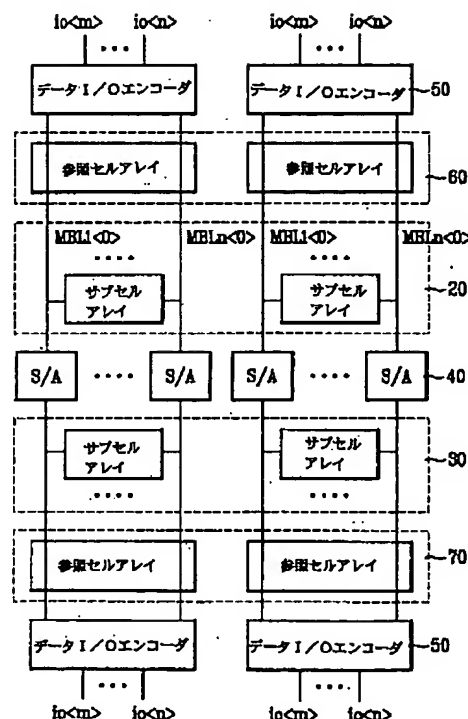 io<m> io<n> io<m> io<n>
データI/Oエンコーダ データI/Oエンコーダ 50
参照セルアレイ 参照セルアレイ 60
MBL1<0> MBLn<0> MBL1<0> MBLn<0>
サブセル サブセル 20
アレイ アレイ
S/A S/A S/A S/A 40
サブセル サブセル 30
アレイ アレイ
参照セルアレイ 参照セルアレイ 70
データI/Oエンコーダ データI/Oエンコーダ 50
io<m> io<n> io<m> io<n>